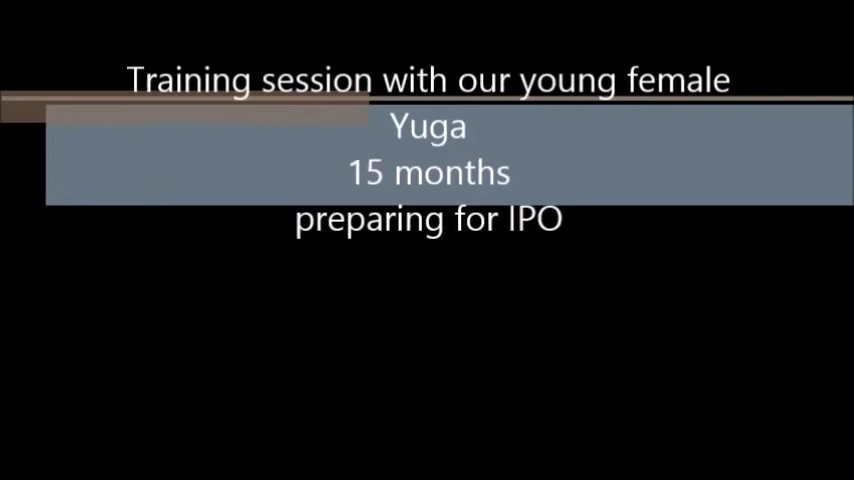 Training session with our young female
Yuga
15 months
preparing for IPO